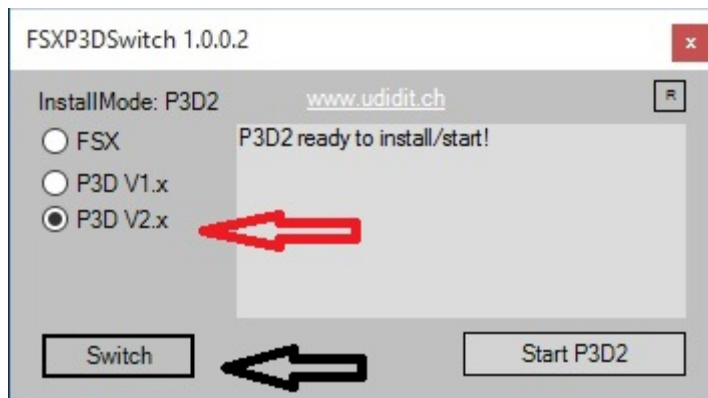 FSXP3DSwitch 1.0.0.2
x
InstallMode: P3D2
www.udidit.ch
R
FSX
P3D V1.x
P3D V2.x
P3D2 ready to install/start!
Switch
Start P3D2